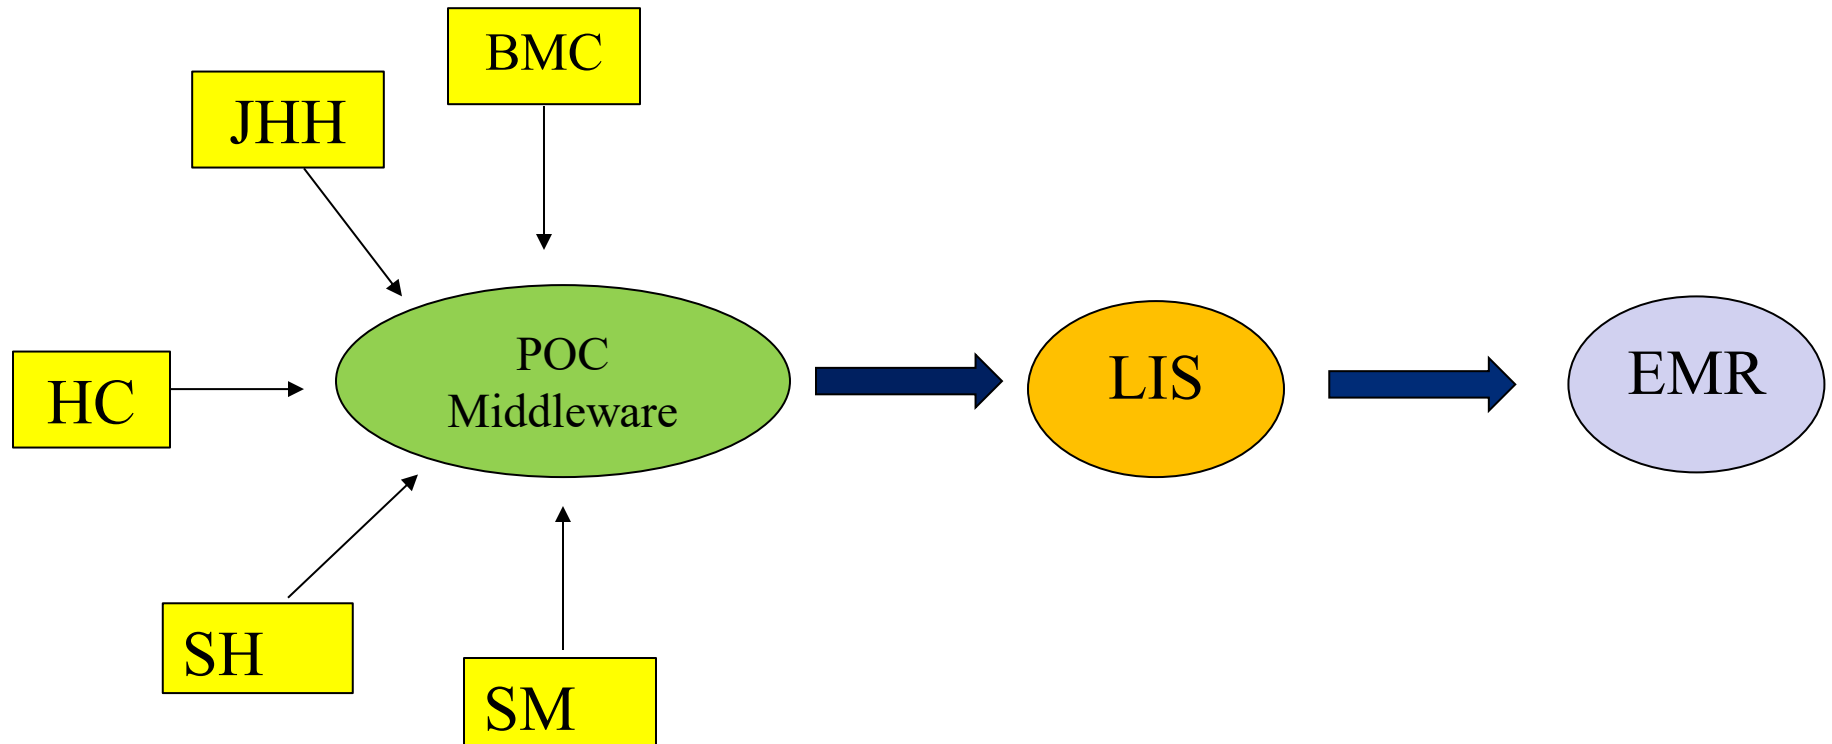 BMC
JHH
POC
Middleware
LIS
EMR
HC
SH
SM